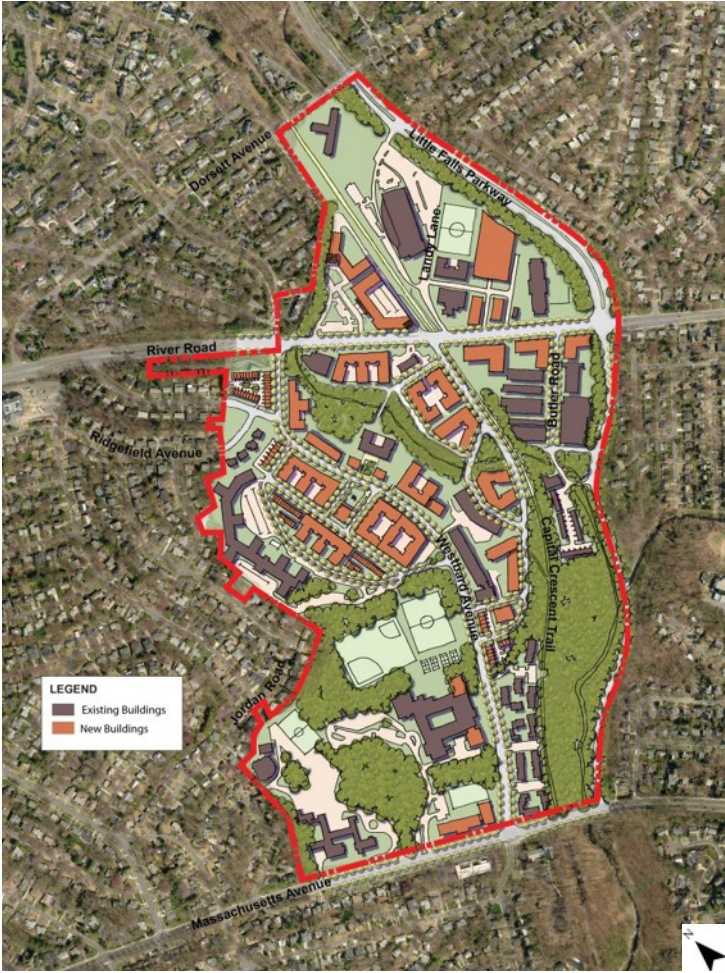 Dorsett Avenue
Little Falls Parkway
Landy Lane
River Road
Butler Road
Ridgefield Avenue
Westbard Avenue
Capital Crescent Trail
Jordan Road
LEGEND
Existing Buildings
New Buildings
Massachusetts Avenue
N